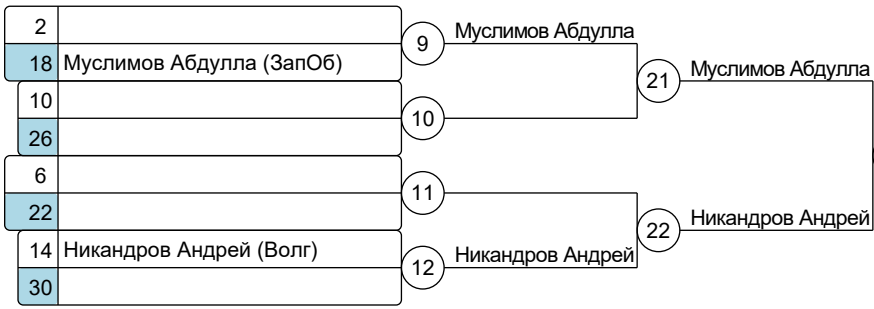 2
18 Муслимов Абдулла (ЗапОб)
10
26
6
22
14 Никандров Андрей (Волг)
30
9 Муслимов Абдулла
10
11
12 Никандров Андрей
21 Муслимов Абдулла
22 Никандров Андрей